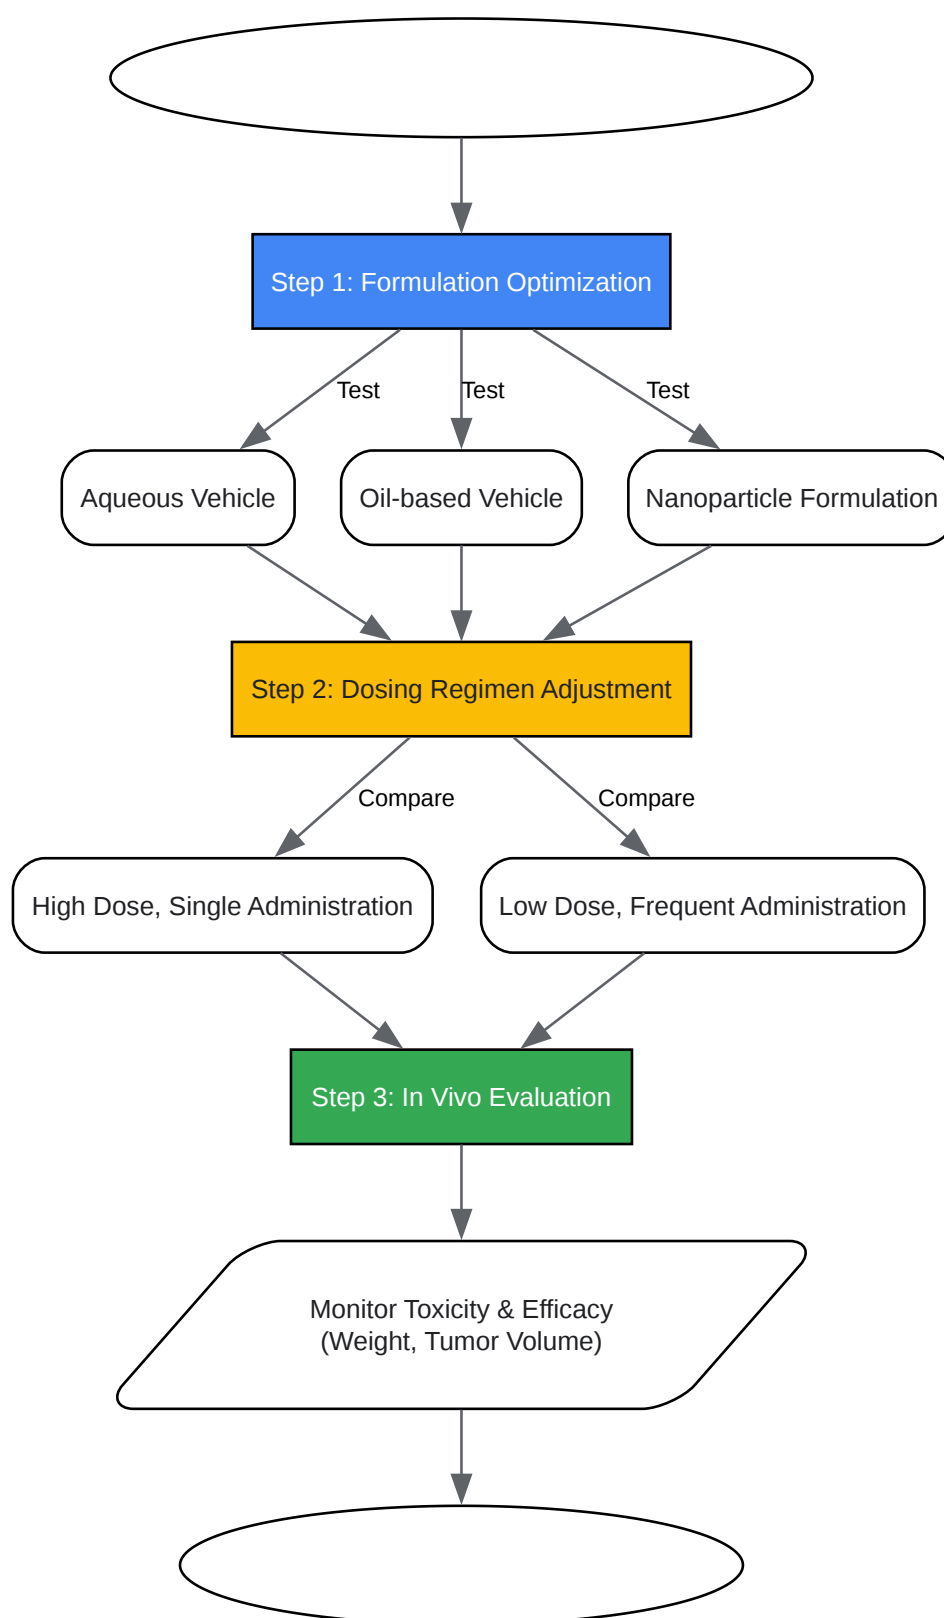 Step 1: Formulation Optimization
Test
Test
Test
Aqueous Vehicle
Oil-based Vehicle
Nanoparticle Formulation
Step 2: Dosing Regimen Adjustment
Compare
Compare
High Dose, Single Administration
Low Dose, Frequent Administration
Step 3: In Vivo Evaluation
Monitor Toxicity & Efficacy
(Weight, Tumor Volume)